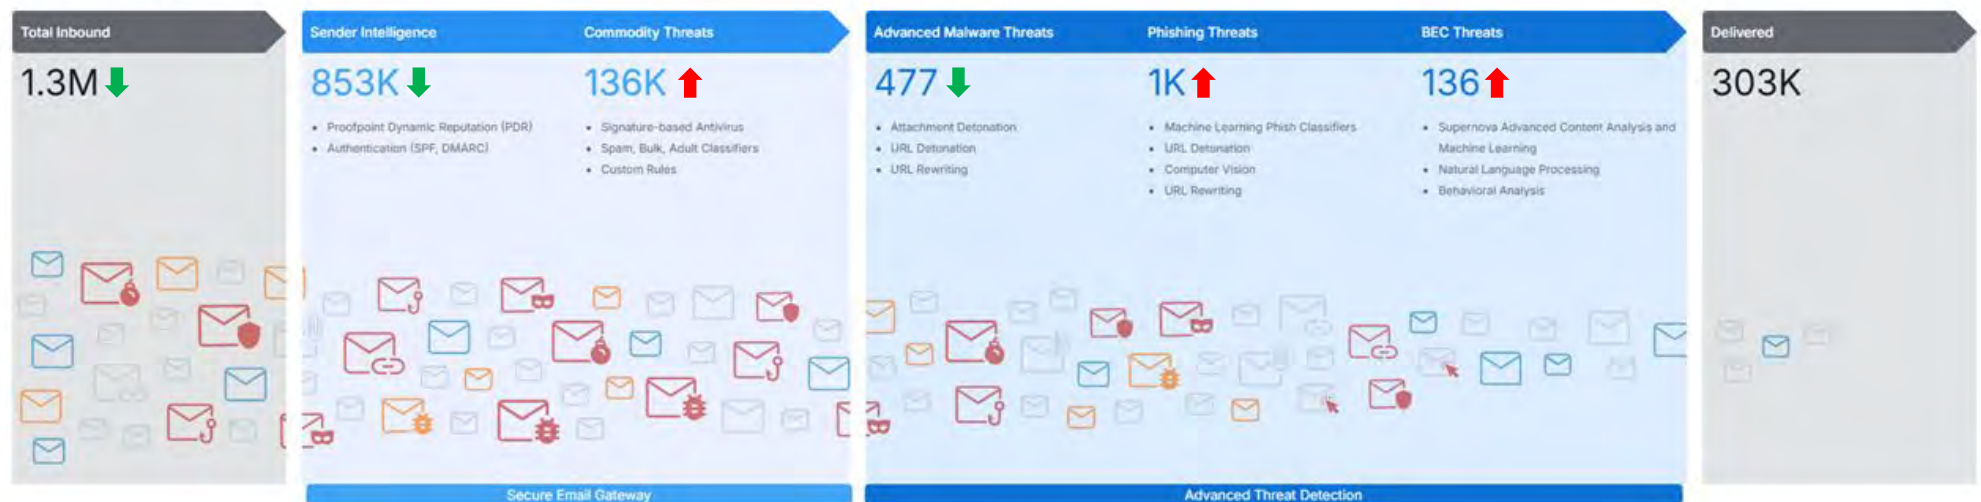 Total Inbound
1.3M
Sender Intelligence
853K
• Proofpoint Dynamic Reputation (PDR)
• Authentication (SPF, DMARC)
Commodity Threats
136K
• Signature-based Antivirus
• Spam, Bulk, Adult Classifiers
• Custom Rules
Secure Email Gateway
Advanced Malware Threats
477
• Attachment Detonation
• URL Detonation
• URL Rewriting
Phishing Threats
1K
• Machine Learning Phish Classifiers
• URL Detonation
• Computer Vision
• URL Rewriting
BEC Threats
136
• Supernova Advanced Content Analysis and
Machine Learning
• Natural Language Processing
• Behavioral Analysis
Advanced Threat Detection
Delivered
303K